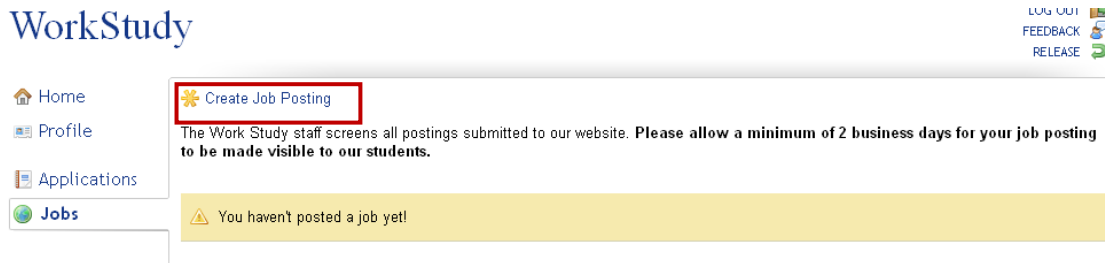 WorkStudy
LOG OUT
FEEDBACK
RELEASE
Home
Profile
Applications
Jobs
Create Job Posting
The Work Study staff screens all postings submitted to our website. Please allow a minimum of 2 business days for your job posting
to be made visible to our students.
You haven't posted a job yet!